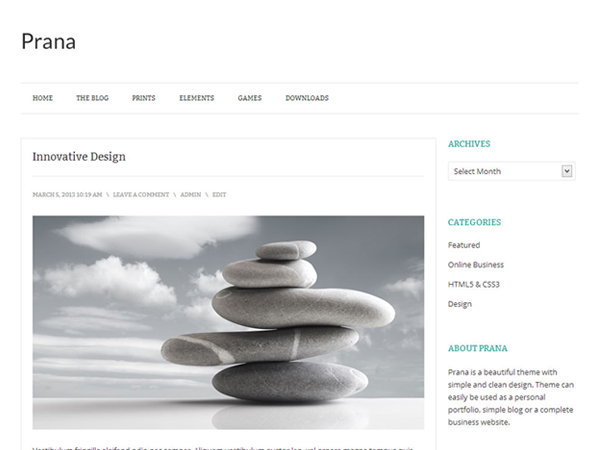 Prana
HOME THE BLOG PRINTS ELEMENTS GAMES DOWNLOADS
Innovative Design
MARCH 5, 2013 10:19 AM \ LEAVE A COMMENT \ ADMIN \ EDIT
ARCHIVES
Select Month
CATEGORIES
Featured
Online Business
HTML5 & CSS3
Design
ABOUT PRANA
Prana is a beautiful theme with
simple and clean design. Theme can
easily be used as a personal
portfolio, simple blog or a complete
business website.